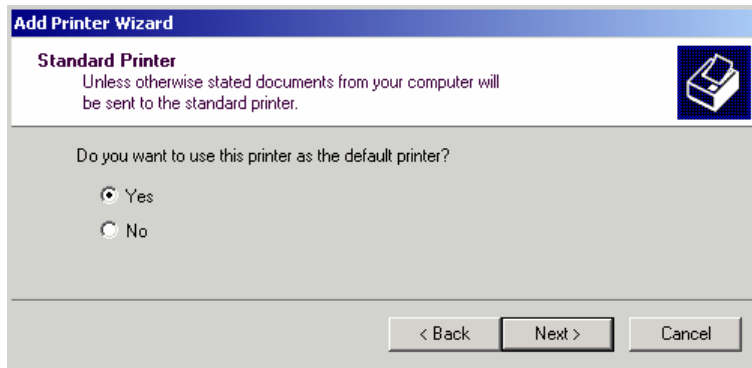 Add Printer Wizard
Standard Printer
Unless otherwise stated documents from your computer will
be sent to the standard printer.
Do you want to use this printer as the default printer?
Yes
No
< Back Next > Cancel